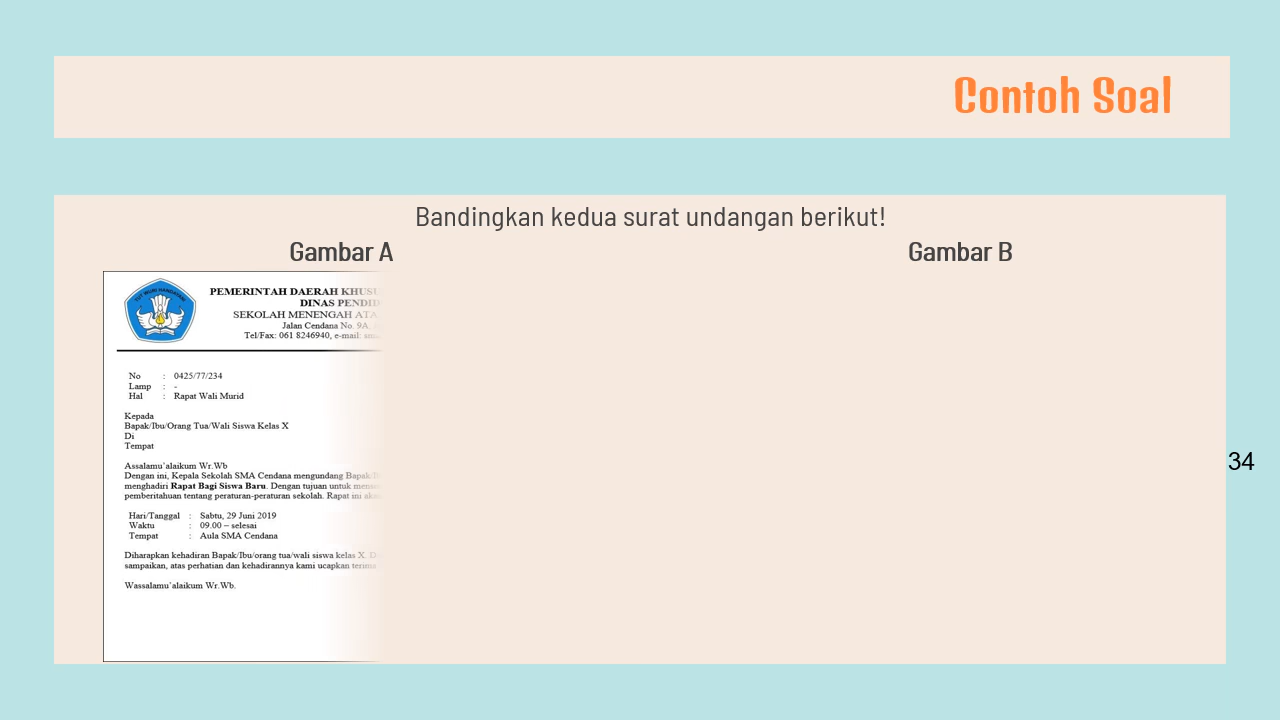 Contoh Soal
Bandingkan kedua surat undangan berikut!
Gambar A
Gambar B
TUT WURI HANDAYANI
PEMERINTAH DAERAH KHUSU
DINAS PENDID
SEKOLAH MENENGAH ATA
Jalan Cendana No. 9A,
Tel/Fax: 061 8246940, e-mail:
No : 0425/77/234
Lamp : -
Hal : Rapat Wali Murid
Kepada
Bapak/Ibu/Orang Tua/Wali Siswa Kelas X
Di
Tempat
Assalamu'alaikum Wr.Wb
Dengan ini, Kepala Sekolah SMA Cendana mengundang
menghadiri Rapat Bagi Siswa Baru. Dengan tujuan untuk
pemberitahuan tentang peraturan-peraturan sekolah. Rapat ini
Hari/Tanggal : Sabtu, 29 Juni 2019
Waktu : 09.00 – selesai
Tempat : Aula SMA Cendana
Diharapkan kehadiran Bapak/Ibu/orang tua/wali siswa kelas X.
sampaikan, atas perhatian dan kehadirannya kami ucapkan terima
Wassalamu'alaikum Wr.Wb.
34